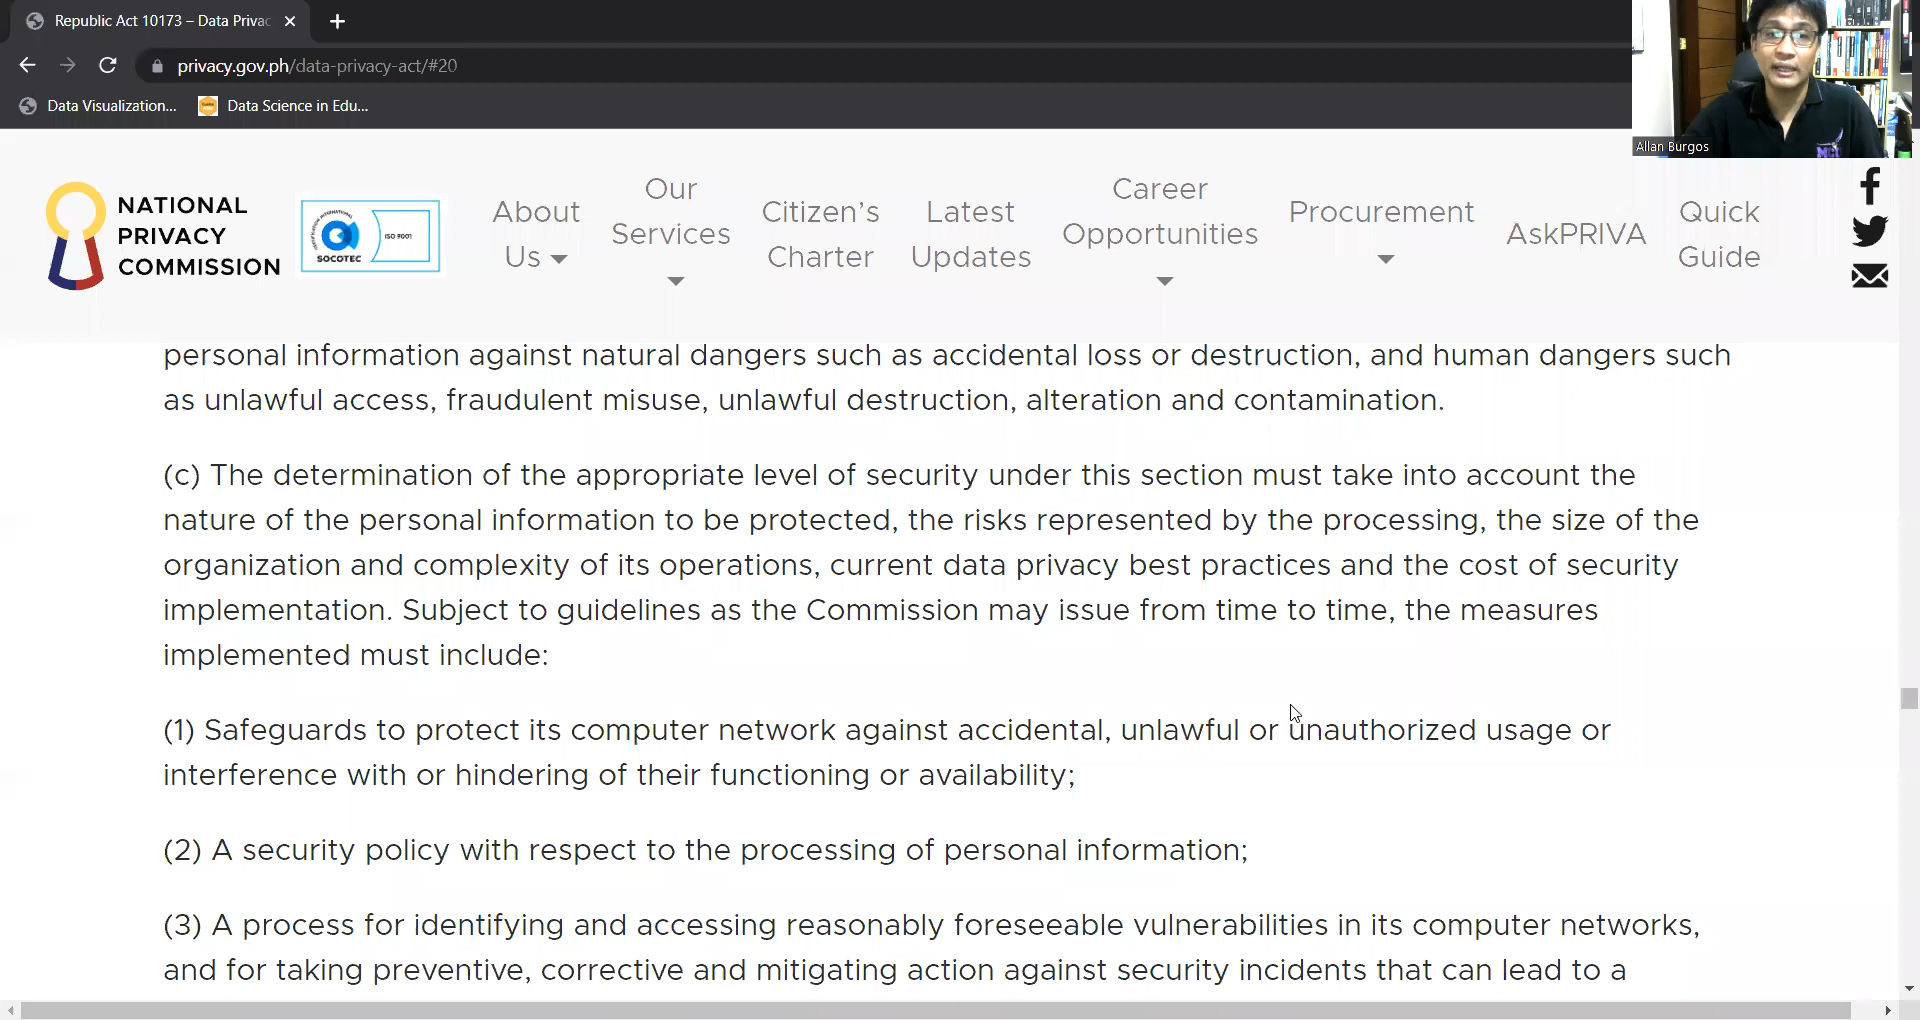 Republic Act 10173 – Data Privac
privacy.gov.ph/data-privacy-act/#20
Data Visualization...
Data Science in Edu...
Allan Burgos
NATIONAL
PRIVACY
COMMISSION
SOCOTEC
ISO 9001
About
Us
Our
Services
Citizen’s
Charter
Latest
Updates
Career
Opportunities
Procurement
AskPRIVA
Quick
Guide
personal information against natural dangers such as accidental loss or destruction, and human dangers such
as unlawful access, fraudulent misuse, unlawful destruction, alteration and contamination.
(c) The determination of the appropriate level of security under this section must take into account the
nature of the personal information to be protected, the risks represented by the processing, the size of the
organization and complexity of its operations, current data privacy best practices and the cost of security
implementation. Subject to guidelines as the Commission may issue from time to time, the measures
implemented must include:
(1) Safeguards to protect its computer network against accidental, unlawful or unauthorized usage or
interference with or hindering of their functioning or availability;
(2) A security policy with respect to the processing of personal information;
(3) A process for identifying and accessing reasonably foreseeable vulnerabilities in its computer networks,
and for taking preventive, corrective and mitigating action against security incidents that can lead to a